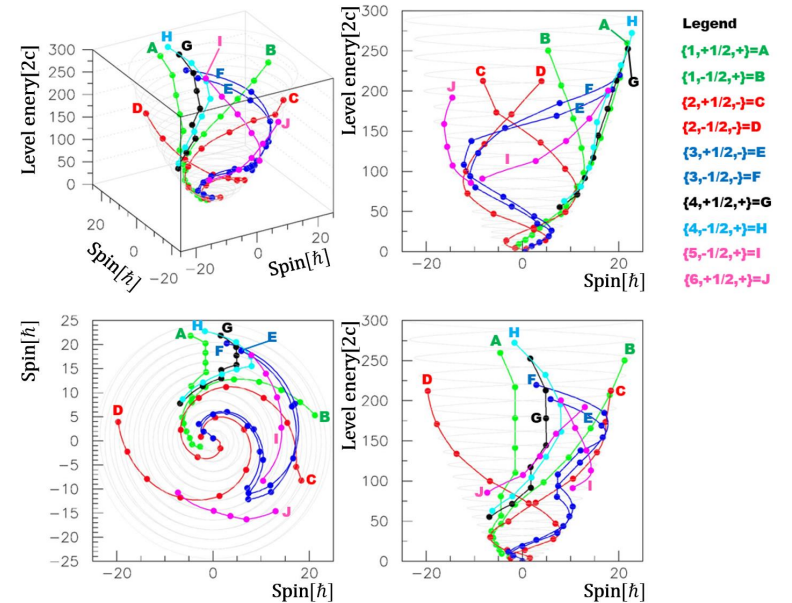 H
G
I
A
B
F
E
D
C
J
Level enery[2c]
300
250
200
150
100
50
0
20
0
−20
Spin[ℏ]
−20
0
20
Spin[ℏ]
300
250
200
150
100
50
0
Level enery[2c]
A
H
B
C
D
G
J
F
E
I
−20
0
20
Spin[ℏ]
Legend
{1,+1/2,+}=A
{1,-1/2,+}=B
{2,+1/2,-}=C
{2,-1/2,-}=D
{3,+1/2,-}=E
{3,-1/2,-}=F
{4,+1/2,+}=G
{4,-1/2,+}=H
{5,-1/2,+}=I
{6,+1/2,+}=J
Spin[ℏ]
25
20
15
10
5
0
−5
−10
−15
−20
−25
H
G
A
F
E
D
B
I
C
J
−20
0
20
Spin[ℏ]
Level enery[2c]
300
250
200
150
100
50
0
H
A
B
D
F
C
G
E
J
I
−20
0
20
Spin[ℏ]